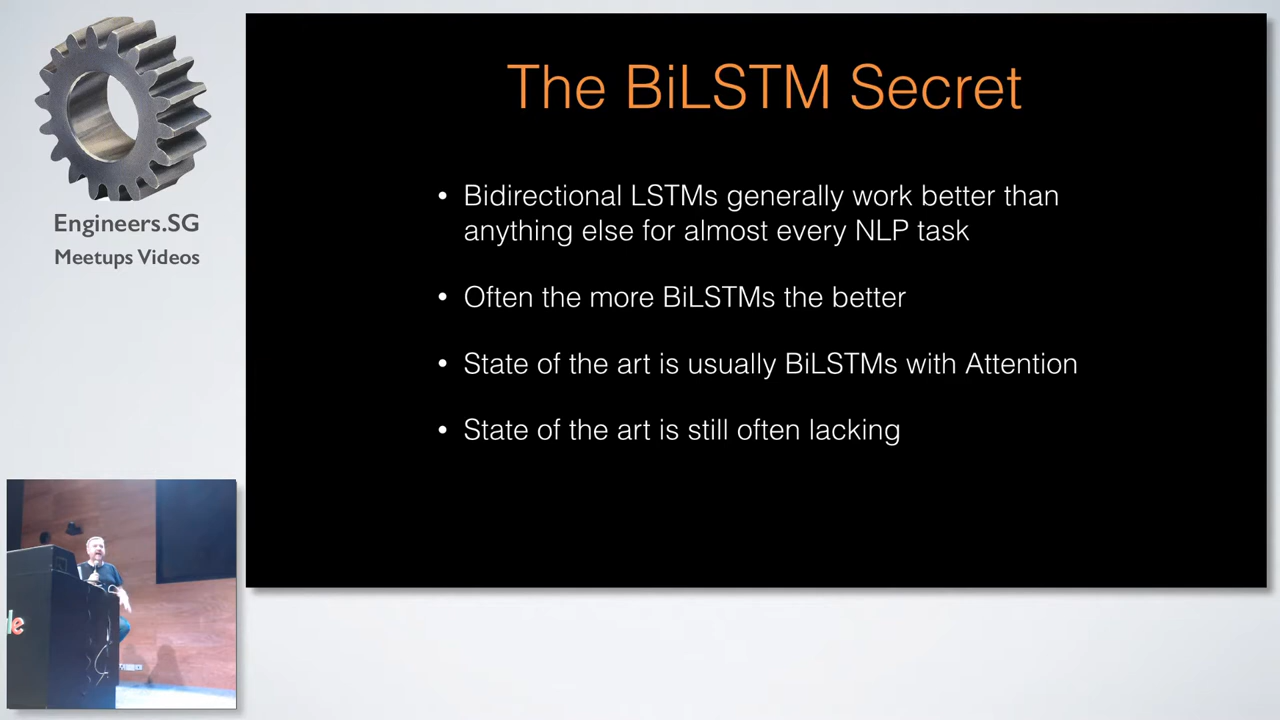 Engineers.SG
Meetups Videos
The BiLSTM Secret
• Bidirectional LSTMs generally work better than
anything else for almost every NLP task
• Often the more BiLSTMs the better
• State of the art is usually BiLSTMs with Attention
• State of the art is still often lacking